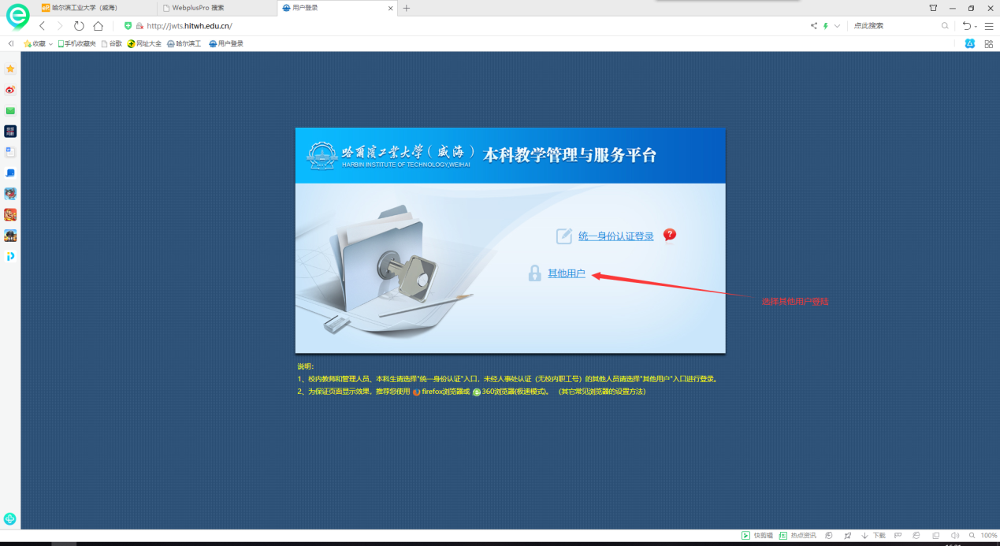 哈尔滨工业大学（威海）
WebplusPro 搜索
用户登录
http://jwts.hitwh.edu.cn/
点此搜索
收藏 手机收藏夹 谷歌 网址大全 哈尔滨工 用户登录
哈尔滨工业大学（威海） 本科教学管理与服务平台
HARBIN INSTITUTE OF TECHNOLOGY,WEIHAI
统一身份认证登录
其他用户
选择其他用户登陆
说明：
1、校内教师和管理人员、本科生请选择"统一身份认证"入口，未经人事处认证（无校内职工号）的其他人员请选择"其他用户"入口进行登录。
2、为保证页面显示效果，推荐您使用 firefox浏览器或 360浏览器(极速模式)。 （其它常见浏览器的设置方法）
快剪辑 热点资讯 下载 100%